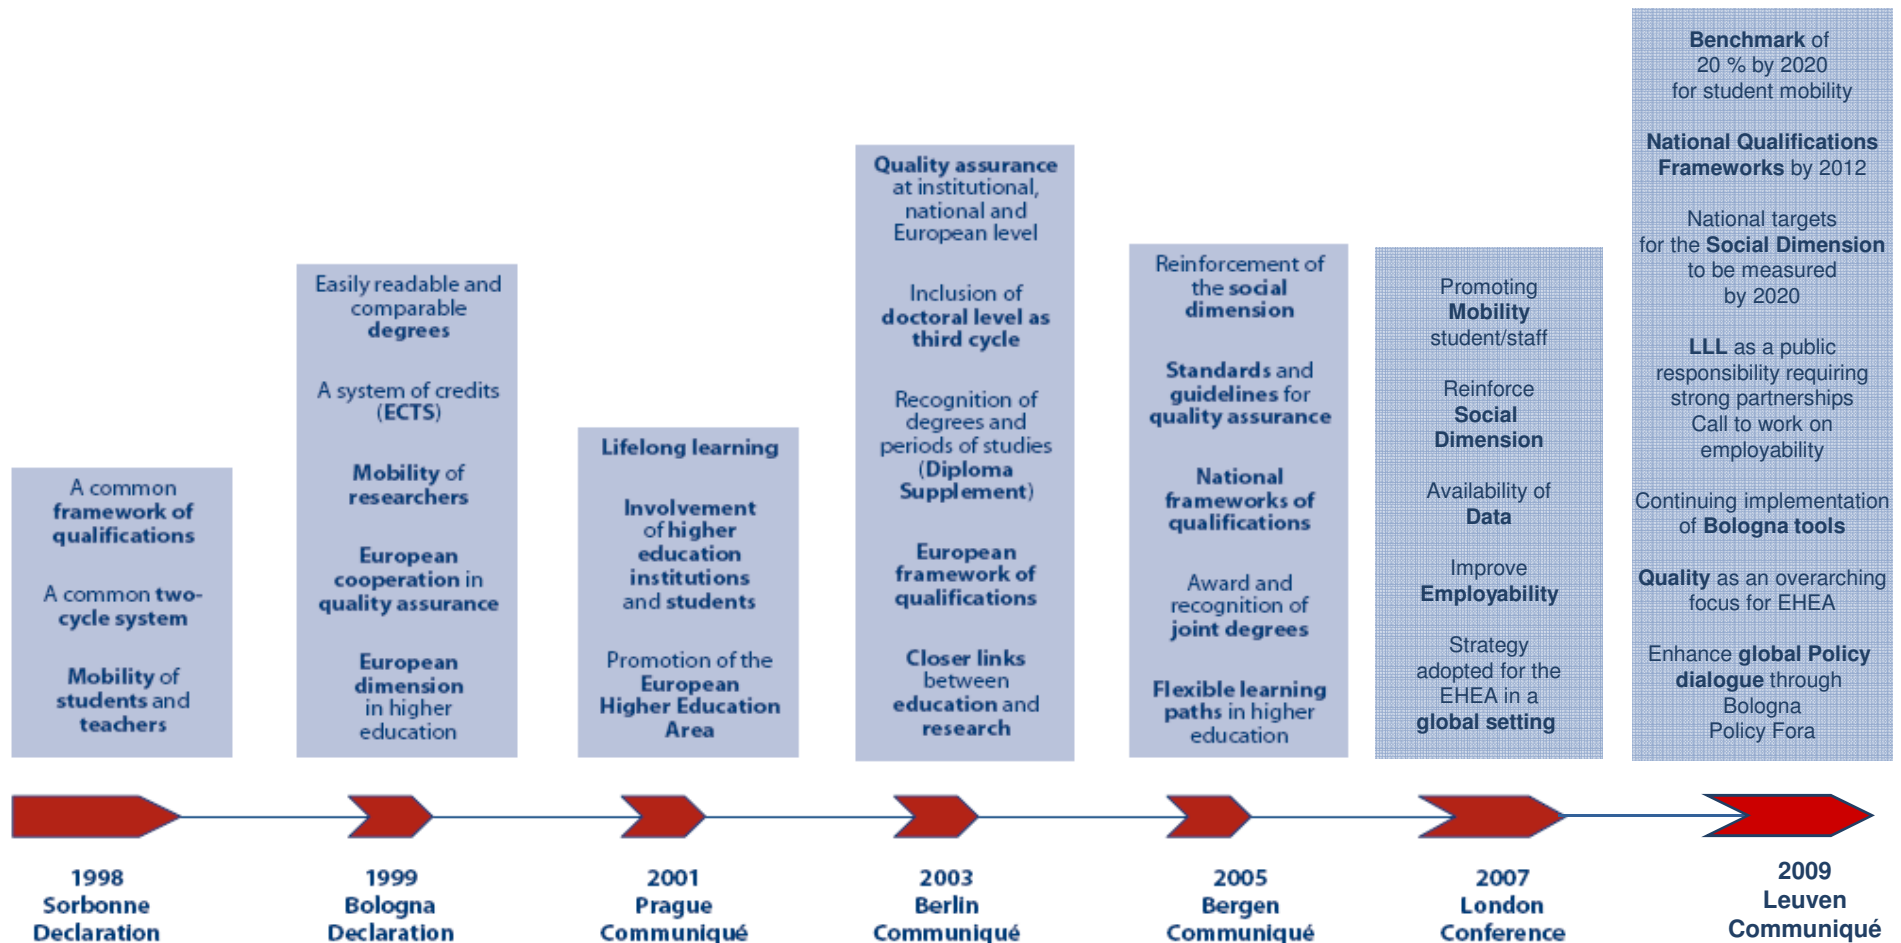 A common
framework of
qualifications
A common two-
cycle system
Mobility of
students and
teachers
1998
Sorbonne
Declaration
Easily readable and
comparable
degrees
A system of credits
(ECTS)
Mobility of
researchers
European
cooperation in
quality assurance
European
dimension
in higher
education
1999
Bologna
Declaration
Lifelong learning
Involvement
of higher
education
institutions
and students
Promotion of the
European
Higher Education
Area
2001
Prague
Communiqué
Quality assurance
at institutional,
national and
European level
Inclusion of
doctoral level as
third cycle
Recognition of
degrees and
periods of studies
(Diploma
Supplement)
European
framework of
qualifications
Closer links
between
education and
research
2003
Berlin
Communiqué
Reinforcement of
the social
dimension
Standards and
guidelines for
quality assurance
National
frameworks of
qualifications
Award and
recognition of
joint degrees
Flexible learning
paths in higher
education
2005
Bergen
Communiqué
Promoting
Mobility
student/staff
Reinforce
Social
Dimension
Availability of
Data
Improve
Employability
Strategy
adopted for the
EHEA in a
global setting
2007
London
Conference
Benchmark of
20 % by 2020
for student mobility
National Qualifications
Frameworks by 2012
National targets
for the Social Dimension
to be measured
by 2020
LLL as a public
responsibility requiring
strong partnerships
Call to work on
employability
Continuing implementation
of Bologna tools
Quality as an overarching
focus for EHEA
Enhance global Policy
dialogue through
Bologna
Policy Fora
2009
Leuven
Communiqué